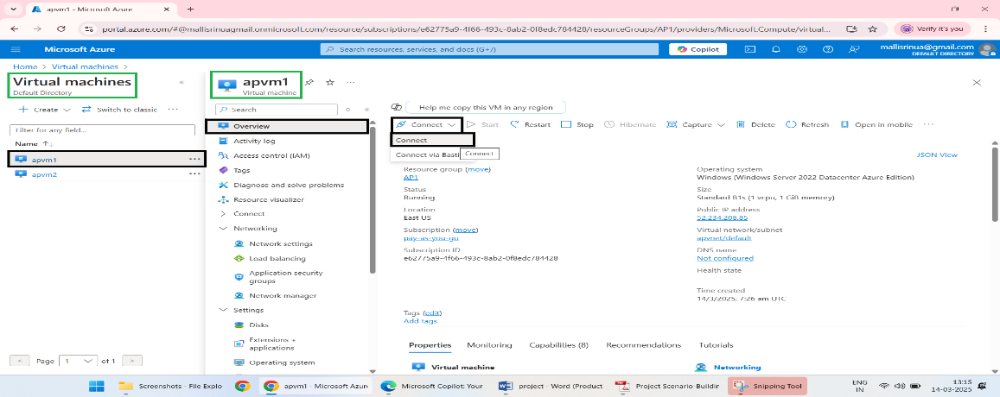 apvm1 - Microsoft Azure
portal.azure.com/#@mallisrinuagmail.onmicrosoft.com/resource/subscriptions/e62775a9-4f66-493c-8ab2-0f8edc784428/resourceGroups/AP1/providers/Microsoft.Compute/virtual...
Verify it's you
Microsoft Azure
Search resources, services, and docs (G+/)
Copilot
mallisrinua@gmail.com
DEFAULT DIRECTORY
Home > Virtual machines >
Virtual machines
Default Directory
Create
Switch to classic
Filter for any field...
Name
apvm1
apvm2
Page 1 of 1
apvm1
Virtual machine
Search
Overview
Activity log
Access control (IAM)
Tags
Diagnose and solve problems
Resource visualizer
Connect
Networking
Network settings
Load balancing
Application security
groups
Network manager
Settings
Disks
Extensions +
applications
Operating system
Help me copy this VM in any region
Connect
Start
Restart
Stop
Hibernate
Capture
Delete
Refresh
Open in mobile
Connect
Connect via Basti
Connect
JSON View
Resource group (move)
AP1
Status
Running
Location
East US
Subscription (move)
pay-as-you-go
Subscription ID
e62775a9-4f66-493c-8ab2-0f8edc784428
Operating system
Windows (Windows Server 2022 Datacenter Azure Edition)
Size
Standard B1s (1 vcpu, 1 GiB memory)
Public IP address
52.234.208.85
Virtual network/subnet
apvnet/default
DNS name
Not configured
Health state
Time created
14/3/2025, 7:26 am UTC
Tags (edit)
Add tags
Properties
Monitoring
Capabilities (8)
Recommendations
Tutorials
Virtual machine
Networking
Screenshots - File Explo
apvm1 - Microsoft Azur
Microsoft Copilot: Your
project - Word (Product
Project Scenario-Buildin
Snipping Tool
ENG
IN
13:15
14-03-2025